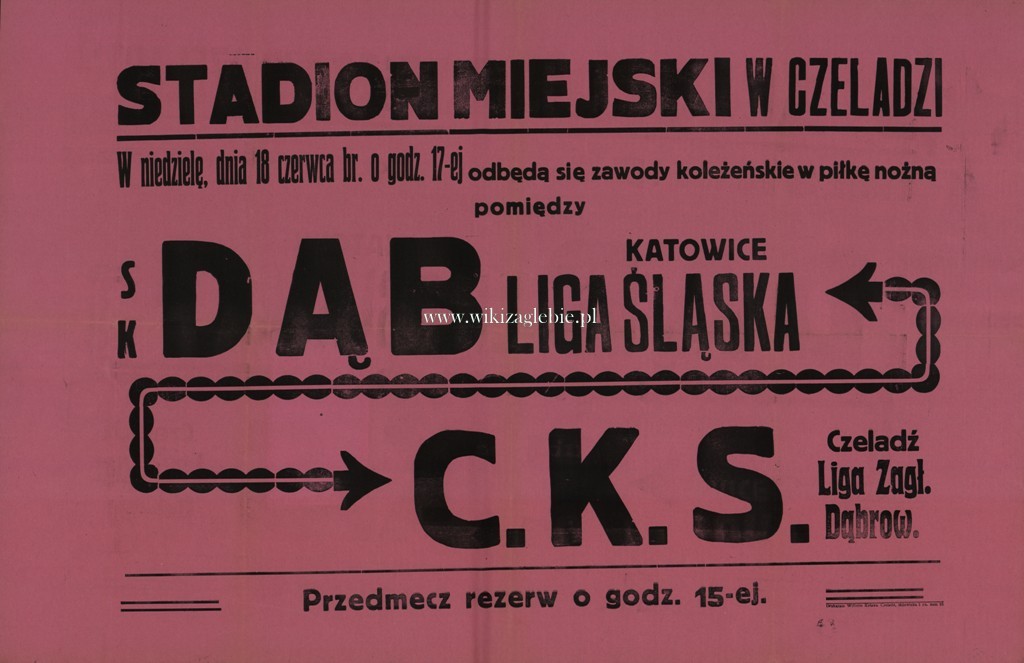 STADION MIEJSKI W CZELADZI
W niedzielę, dnia 18 czerwca br. o godz. 17-ej odbędą się zawody koleżeńskie w piłkę nożną
pomiędzy
SK DĄB KATOWICE
LIGA ŚLĄSKA
www.wikizaglebie.pl
C.K.S. Czeladź
Liga Zagł.
Dąbrow.
Przedmecz rezerw o godz. 15-ej.